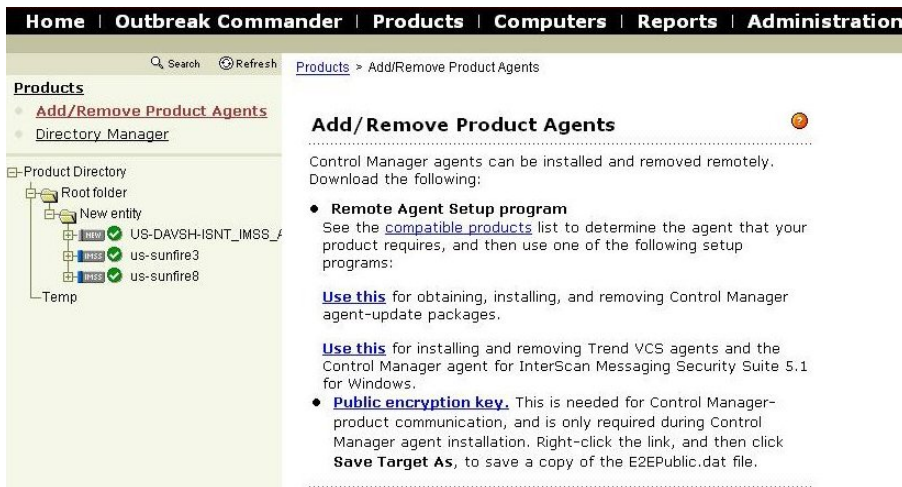 Home | Outbreak Commander | Products | Computers | Reports | Administration
Search Refresh
Products
Add/Remove Product Agents
Directory Manager
Product Directory
Root folder
New entity
NEW US-DAVSH-ISNT_IMSS_A
IMSS us-sunfire3
IMSS us-sunfire8
Temp
Products > Add/Remove Product Agents
Add/Remove Product Agents ?
Control Manager agents can be installed and removed remotely.
Download the following:
• Remote Agent Setup program
See the compatible products list to determine the agent that your
product requires, and then use one of the following setup
programs:
Use this for obtaining, installing, and removing Control Manager
agent-update packages.
Use this for installing and removing Trend VCS agents and the
Control Manager agent for InterScan Messaging Security Suite 5.1
for Windows.
• Public encryption key. This is needed for Control Manager-
product communication, and is only required during Control
Manager agent installation. Right-click the link, and then click
Save Target As, to save a copy of the E2EPublic.dat file.